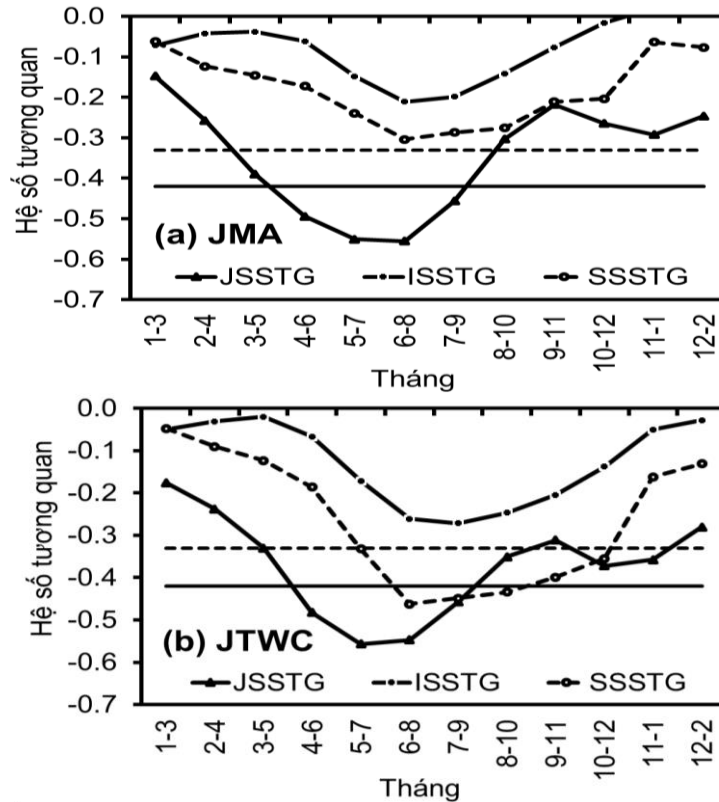 Hệ số tương quan
0.0
-0.1
-0.2
-0.3
-0.4
-0.5
-0.6
-0.7
(a) JMA
JSSTG ISSTG SSSTG
1-3 2-4 3-5 4-6 5-7 6-8 7-9 8-10 9-11 10-12 11-1 12-2
Tháng
Hệ số tương quan
0.0
-0.1
-0.2
-0.3
-0.4
-0.5
-0.6
-0.7
(b) JTWC
JSSTG ISSTG SSSTG
1-3 2-4 3-5 4-6 5-7 6-8 7-9 8-10 9-11 10-12 11-1 12-2
Tháng